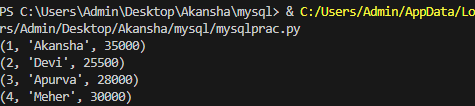 PS C:\Users\Admin\Desktop\Akansha\mysql> & C:/Users/Admin/AppData/Lo
rs/Admin/Desktop/Akansha/mysql/mysqlprac.py
(1, 'Akansha', 35000)
(2, 'Devi', 25500)
(3, 'Apurva', 28000)
(4, 'Meher', 30000)